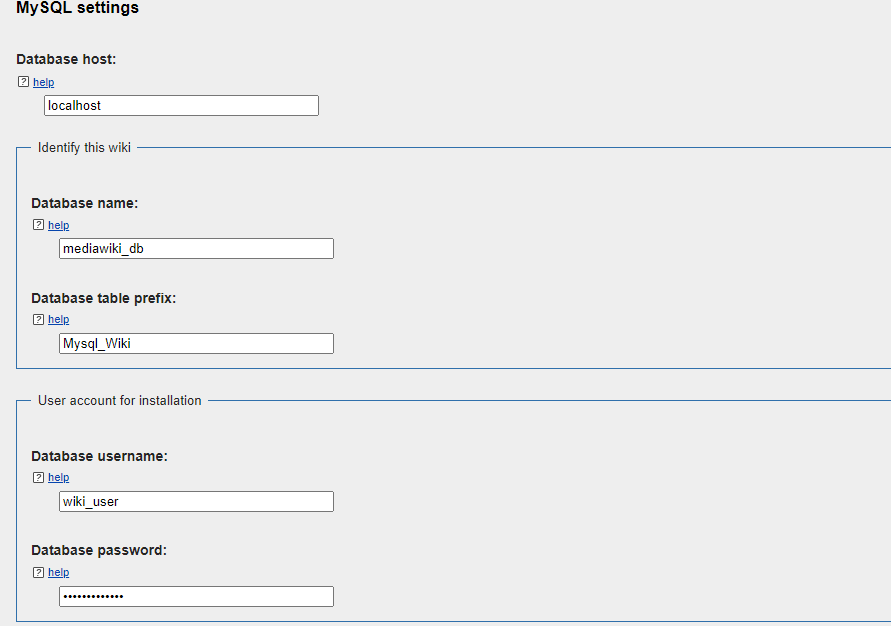 MySQL settings
Database host:
? help
localhost
Identify this wiki
Database name:
? help
mediawiki_db
Database table prefix:
? help
Mysql_Wiki
User account for installation
Database username:
? help
wiki_user
Database password:
? help
•••••••••••••